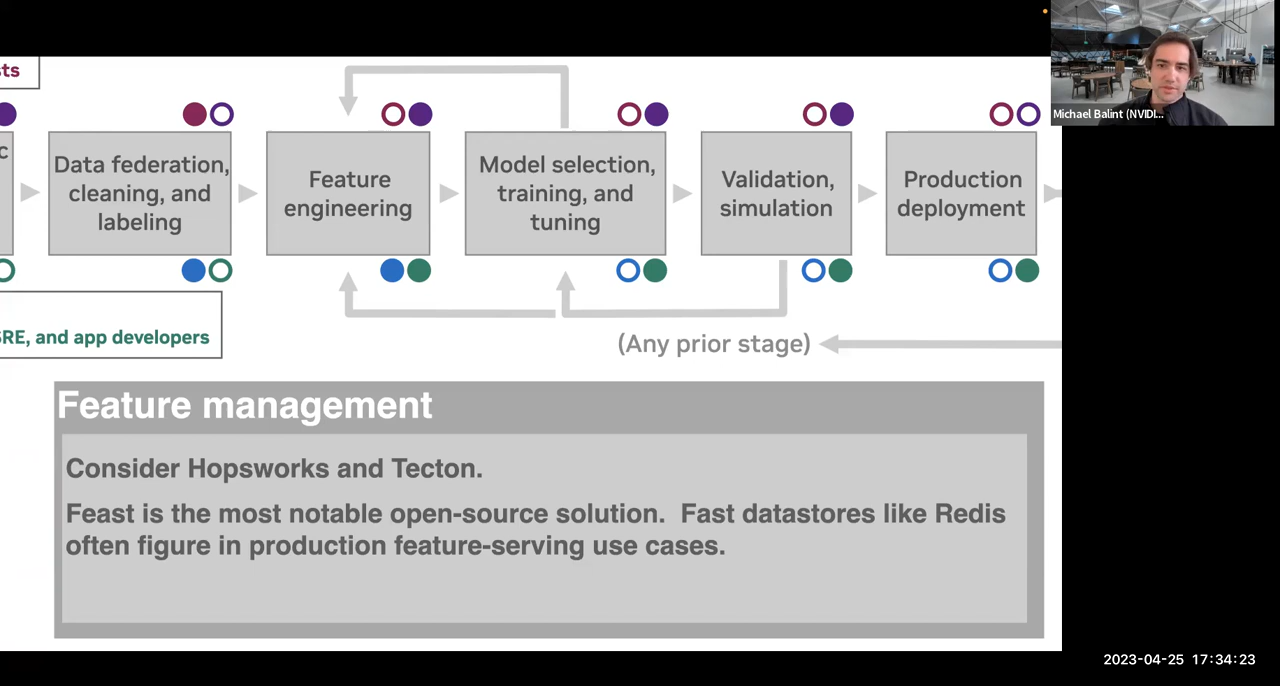 sts
c
Data federation,
cleaning, and
labeling
Feature
engineering
Model selection,
training, and
tuning
Validation,
simulation
Production
deployment
SRE, and app developers
(Any prior stage)
Feature management
Consider Hopsworks and Tecton.
Feast is the most notable open-source solution.  Fast datastores like Redis
often figure in production feature-serving use cases.
Michael Balint (NVIDI...
2023-04-25 17:34:23